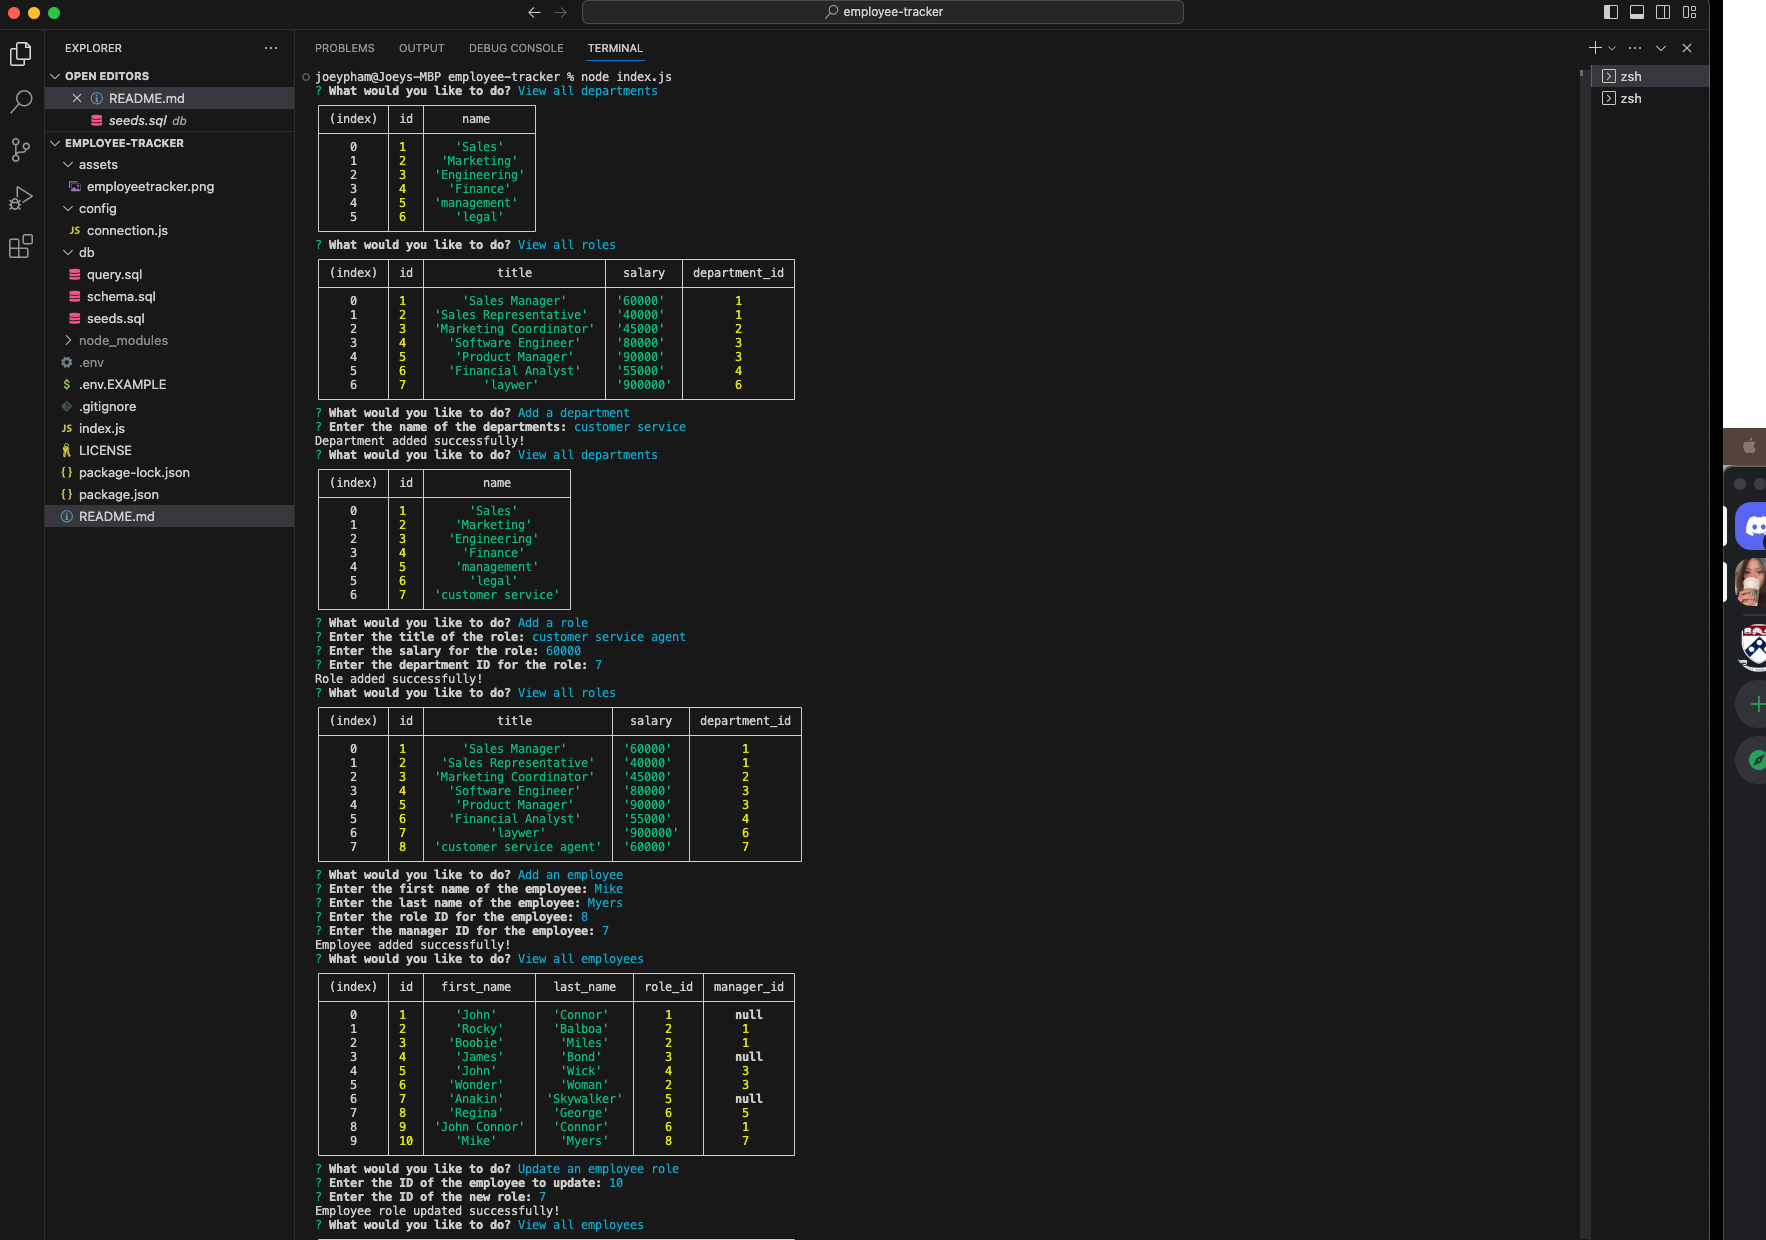 employee-tracker
EXPLORER
OPEN EDITORS
README.md
seeds.sql db
EMPLOYEE-TRACKER
assets
employeetracker.png
config
JS connection.js
db
query.sql
schema.sql
seeds.sql
node_modules
.env
$ .env.EXAMPLE
.gitignore
JS index.js
LICENSE
{} package-lock.json
{} package.json
README.md
PROBLEMS OUTPUT DEBUG CONSOLE TERMINAL
zsh
zsh
joeypham@Joeys-MBP employee-tracker % node index.js
? What would you like to do? View all departments
(index) id name
0 1 'Sales'
1 2 'Marketing'
2 3 'Engineering'
3 4 'Finance'
4 5 'management'
5 6 'legal'
? What would you like to do? View all roles
(index) id title salary department_id
0 1 'Sales Manager' '60000' 1
1 2 'Sales Representative' '40000' 1
2 3 'Marketing Coordinator' '45000' 2
3 4 'Software Engineer' '80000' 3
4 5 'Product Manager' '90000' 3
5 6 'Financial Analyst' '55000' 4
6 7 'laywer' '900000' 6
? What would you like to do? Add a department
? Enter the name of the departments: customer service
Department added successfully!
? What would you like to do? View all departments
(index) id name
0 1 'Sales'
1 2 'Marketing'
2 3 'Engineering'
3 4 'Finance'
4 5 'management'
5 6 'legal'
6 7 'customer service'
? What would you like to do? Add a role
? Enter the title of the role: customer service agent
? Enter the salary for the role: 60000
? Enter the department ID for the role: 7
Role added successfully!
? What would you like to do? View all roles
(index) id title salary department_id
0 1 'Sales Manager' '60000' 1
1 2 'Sales Representative' '40000' 1
2 3 'Marketing Coordinator' '45000' 2
3 4 'Software Engineer' '80000' 3
4 5 'Product Manager' '90000' 3
5 6 'Financial Analyst' '55000' 4
6 7 'laywer' '900000' 6
7 8 'customer service agent' '60000' 7
? What would you like to do? Add an employee
? Enter the first name of the employee: Mike
? Enter the last name of the employee: Myers
? Enter the role ID for the employee: 8
? Enter the manager ID for the employee: 7
Employee added successfully!
? What would you like to do? View all employees
(index) id first_name last_name role_id manager_id
0 1 'John' 'Connor' 1 null
1 2 'Rocky' 'Balboa' 2 1
2 3 'Boobie' 'Miles' 2 1
3 4 'James' 'Bond' 3 null
4 5 'John' 'Wick' 4 3
5 6 'Wonder' 'Woman' 2 3
6 7 'Anakin' 'Skywalker' 5 null
7 8 'Regina' 'George' 6 5
8 9 'John Connor' 'Connor' 6 1
9 10 'Mike' 'Myers' 8 7
? What would you like to do? Update an employee role
? Enter the ID of the employee to update: 10
? Enter the ID of the new role: 7
Employee role updated successfully!
? What would you like to do? View all employees